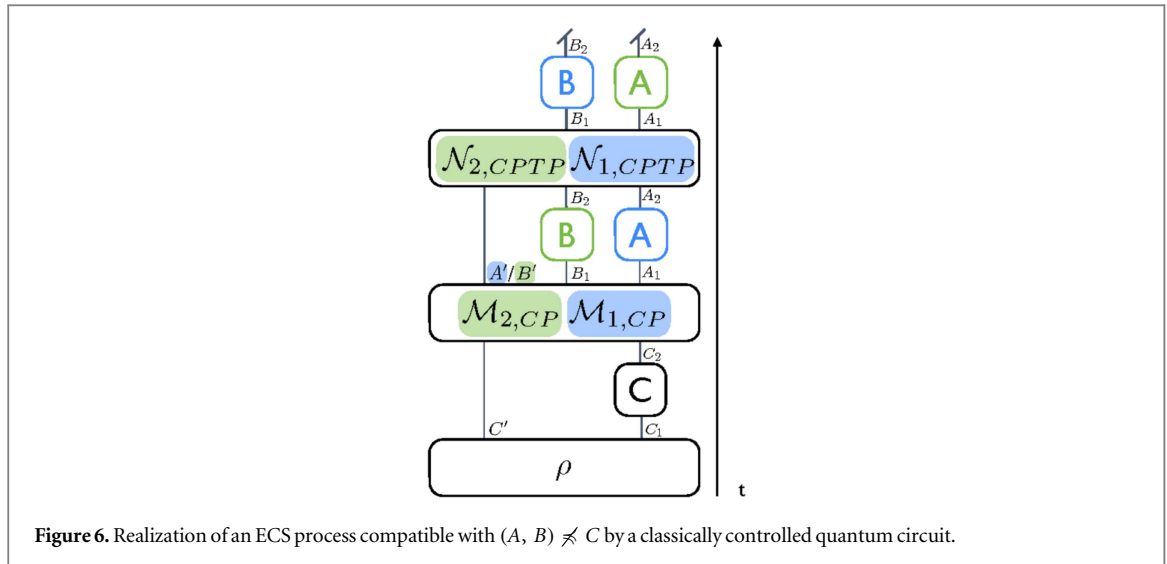 B₂ A₂
B A
B₁ A₁
𝒩₂,CPTP 𝒩₁,CPTP
B₂ A₂
B A
A′/B′ B₁ A₁
ℳ₂,CP ℳ₁,CP
C₂
C
C′ C₁
ρ
t
Figure 6. Realization of an ECS process compatible with (A, B) ⋠ C by a classically controlled quantum circuit.